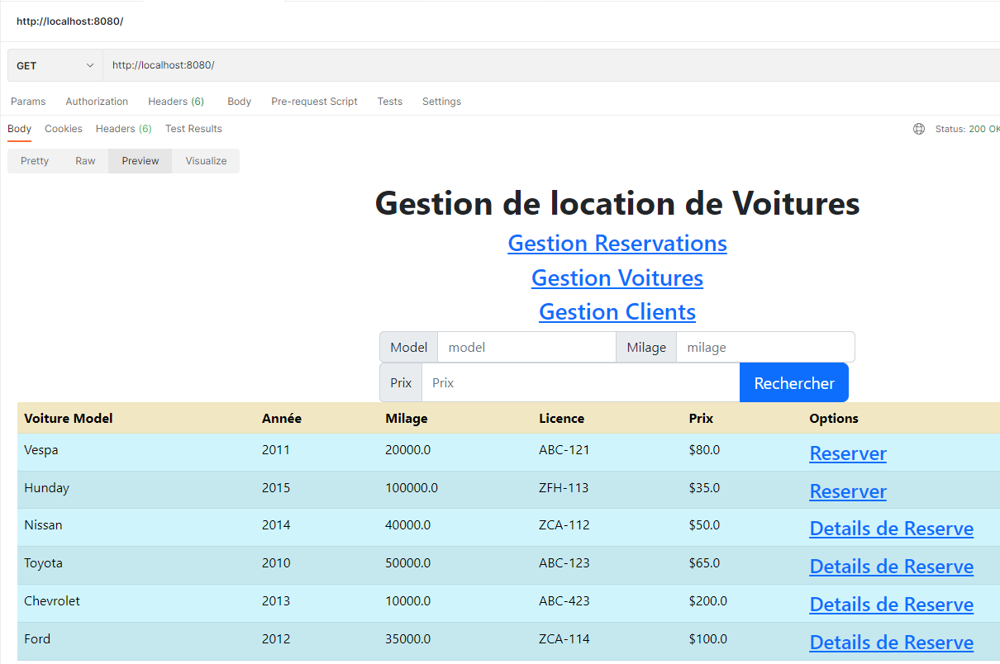 http://localhost:8080/
GET http://localhost:8080/
Params Authorization Headers (6) Body Pre-request Script Tests Settings
Body Cookies Headers (6) Test Results Status: 200 OK
Pretty Raw Preview Visualize
Gestion de location de Voitures
Gestion Reservations
Gestion Voitures
Gestion Clients
Model model Milage milage
Prix Prix Rechercher
Voiture Model Année Milage Licence Prix Options
Vespa 2011 20000.0 ABC-121 $80.0 Reserver
Hunday 2015 100000.0 ZFH-113 $35.0 Reserver
Nissan 2014 40000.0 ZCA-112 $50.0 Details de Reserve
Toyota 2010 50000.0 ABC-123 $65.0 Details de Reserve
Chevrolet 2013 10000.0 ABC-423 $200.0 Details de Reserve
Ford 2012 35000.0 ZCA-114 $100.0 Details de Reserve